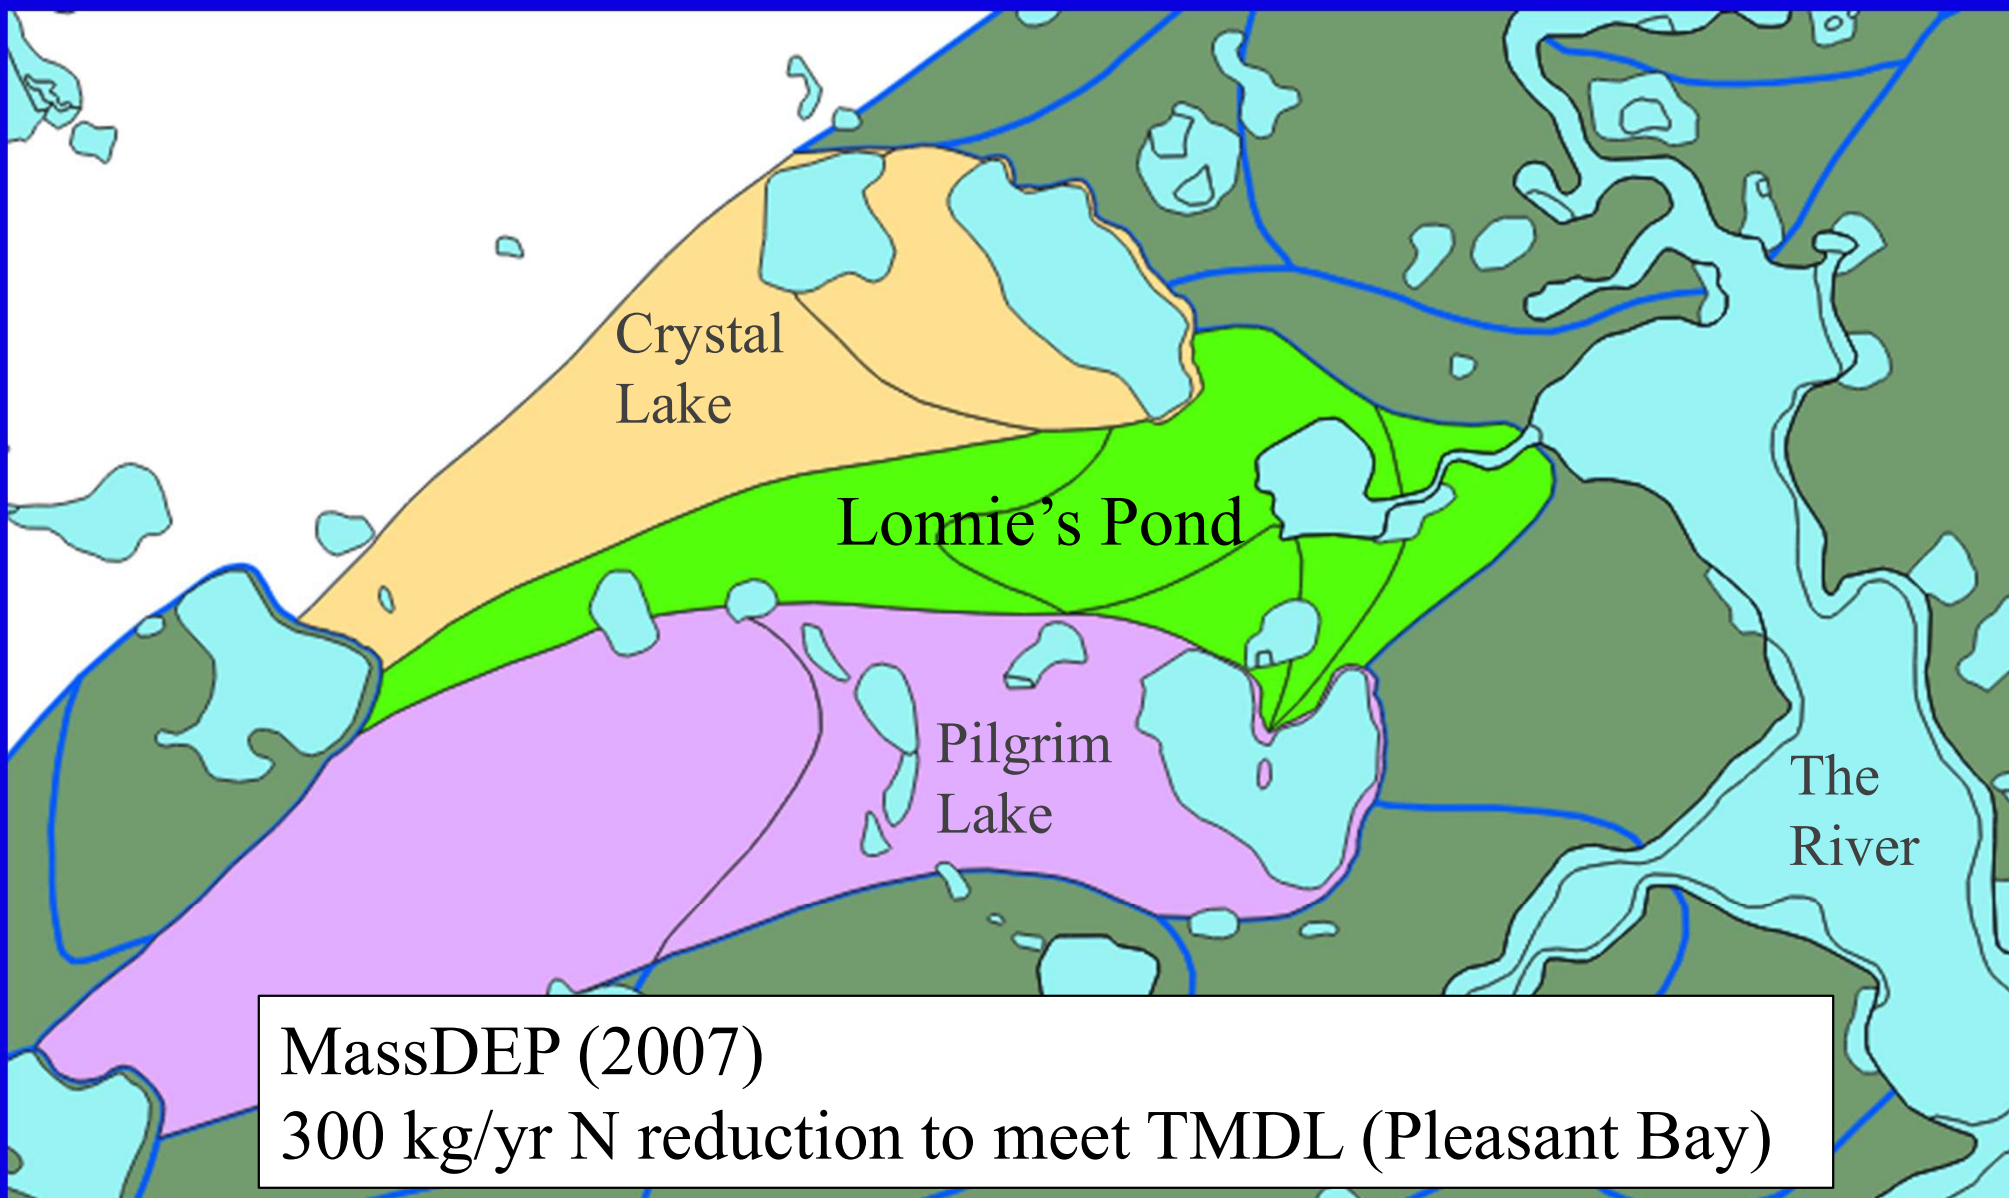 Crystal
Lake
Lonnie’s Pond
Pilgrim
Lake
The
River
MassDEP (2007)
300 kg/yr N reduction to meet TMDL (Pleasant Bay)